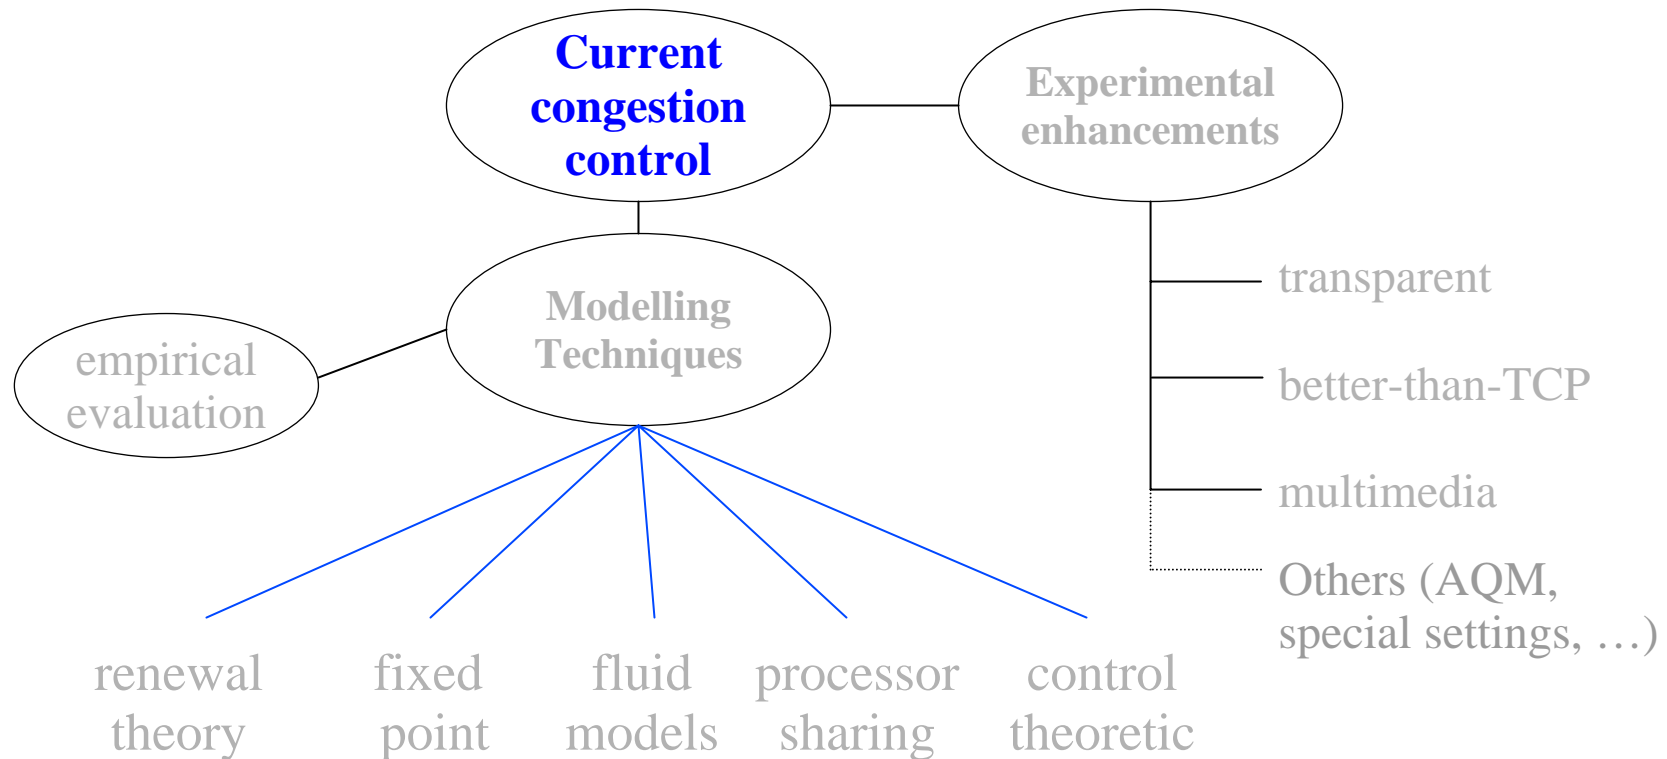 Current
congestion
control
Experimental
enhancements
Modelling
Techniques
empirical
evaluation
transparent
better-than-TCP
multimedia
Others (AQM,
special settings, …)
renewal
theory
fixed
point
fluid
models
processor
sharing
control
theoretic